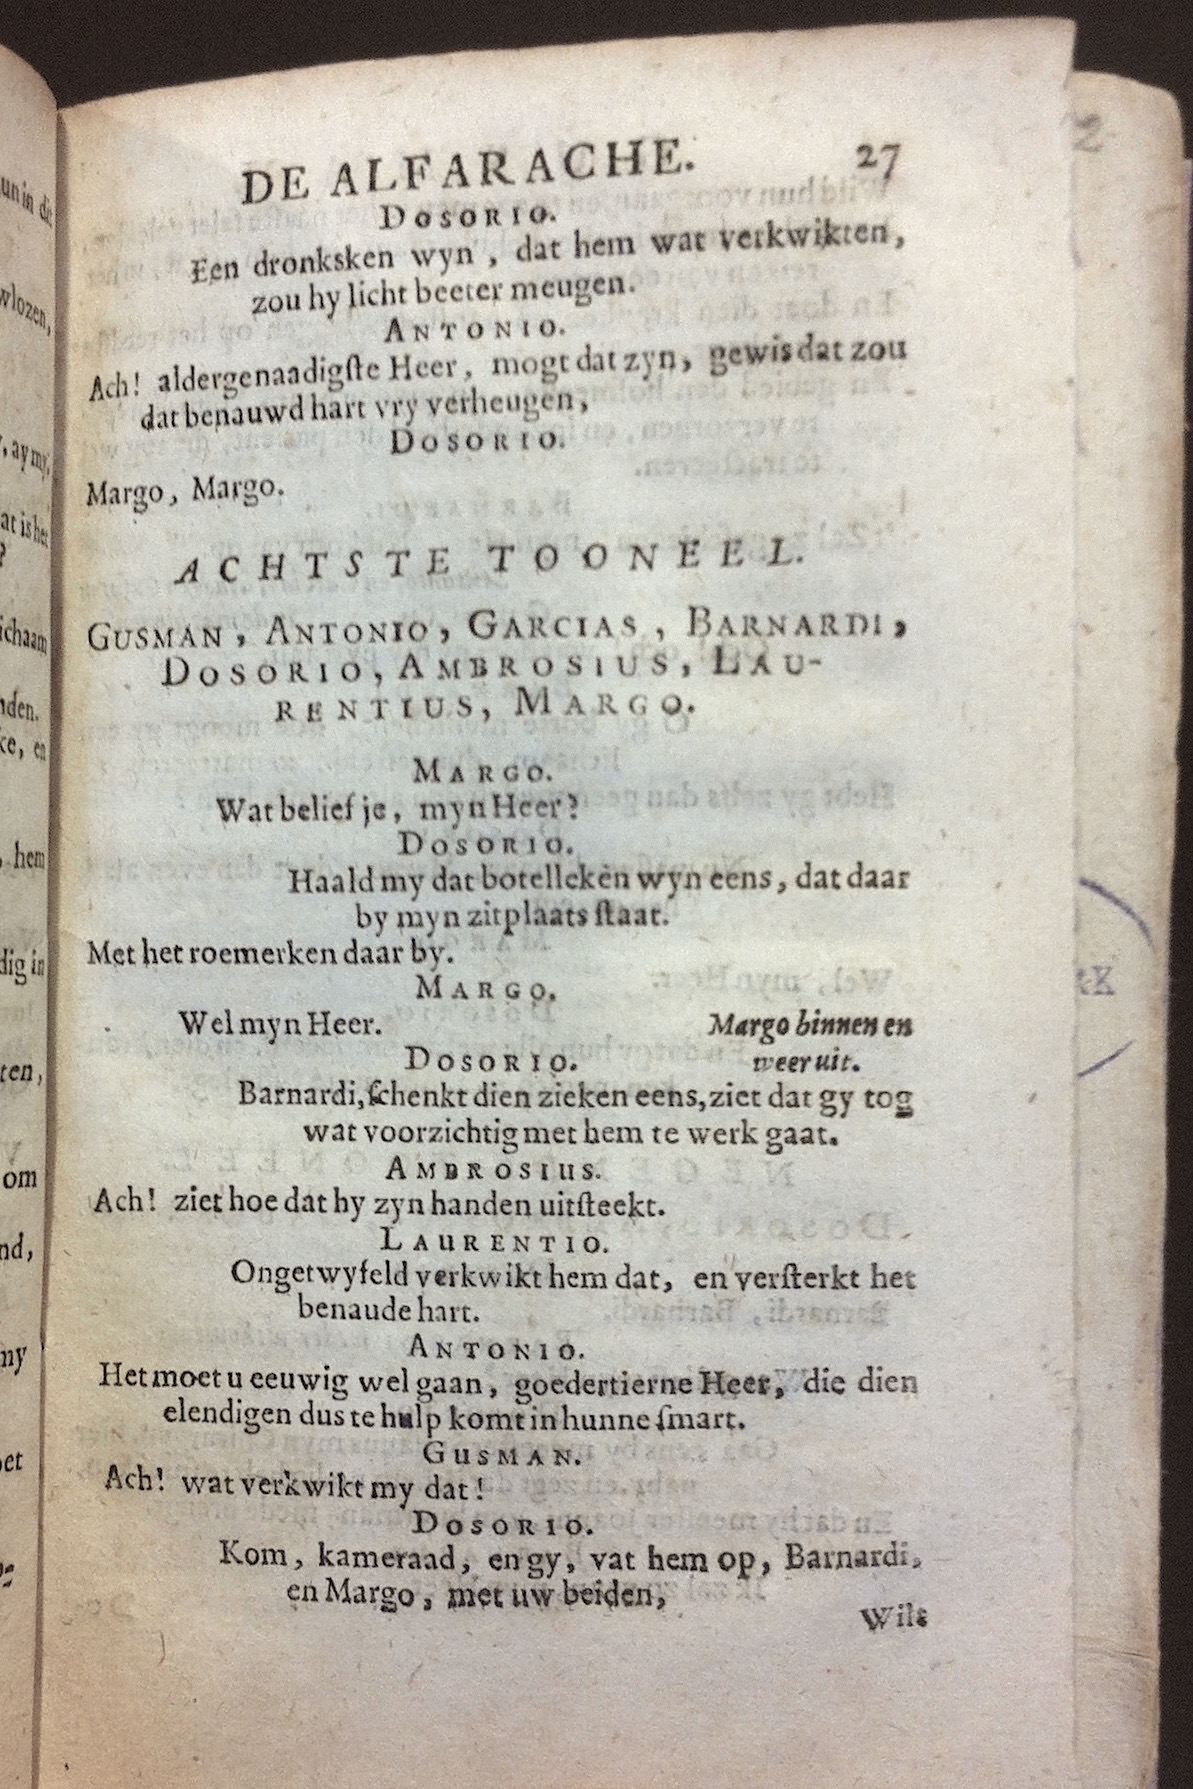 DE ALFARACHE. 27
DOSORIO.
Een dronksken wyn, dat hem wat verkwikten,
zou hy licht beeter meugen.
ANTONIO.
Ach! aldergenaadigſte Heer, mogt dat zyn, gewis dat zou
dat benauwd hart vry verheugen,
DOSORIO.
Margo, Margo.
ACHTSTE TOONEEL.
GUSMAN, ANTONIO, GARCIAS, BARNARDI,
DOSORIO, AMBROSIUS, LAU-
RENTIUS, MARGO.
MARGO.
Wat belief je, myn Heer?
DOSORIO.
Haald my dat botelleken wyn eens, dat daar
by myn zitplaats ſtaat.
Met het roemerken daar by.
MARGO.
Wel myn Heer. Margo binnen en
DOSORIO. weer uit.
Barnardi, ſchenkt dien zieken eens, ziet dat gy tog
wat voorzichtig met hem te werk gaat.
AMBROSIUS.
Ach! ziet hoe dat hy zyn handen uitſteekt.
LAURENTIO.
Ongetwyfeld verkwikt hem dat, en verſterkt het
benaude hart.
ANTONIO.
Het moet u eeuwig wel gaan, goedertierne Heer, die dien
elendigen dus te hulp komt in hunne ſmart.
GUSMAN.
Ach! wat verkwikt my dat!
DOSORIO.
Kom, kameraad, en gy, vat hem op, Barnardi,
en Margo, met uw beiden,
Wilt